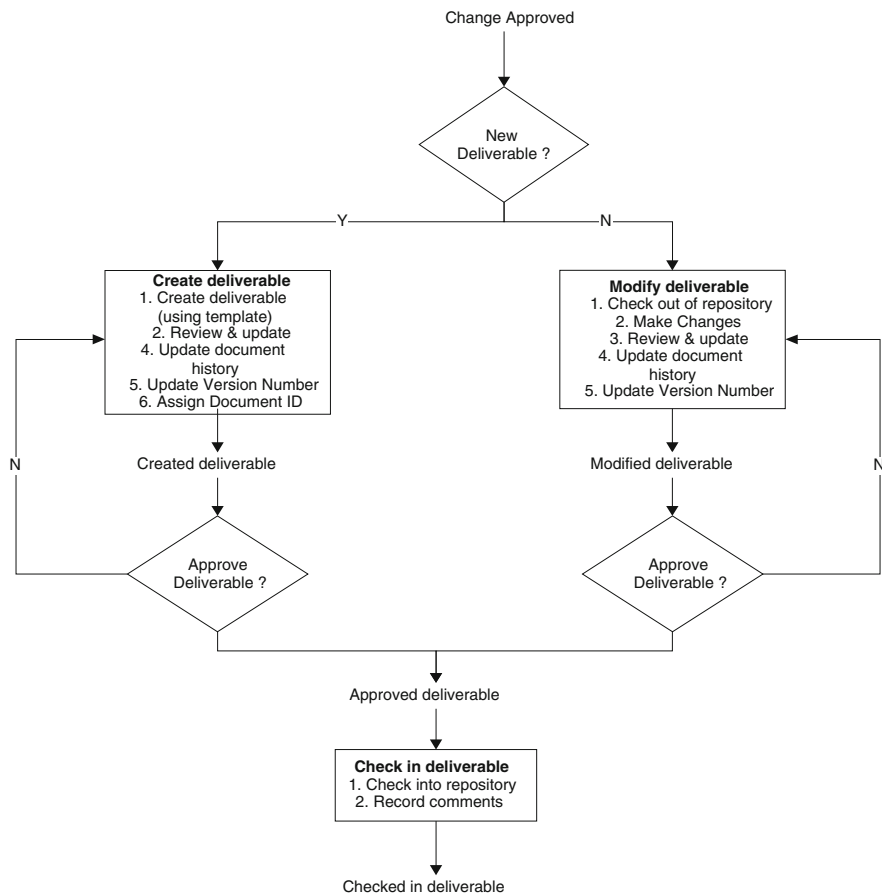 Change Approved
New
Deliverable ?
Y
N
Create deliverable
1. Create deliverable
(using template)
2. Review & update
4. Update document
history
5. Update Version Number
6. Assign Document ID
Modify deliverable
1. Check out of repository
2. Make Changes
3. Review & update
4. Update document
history
5. Update Version Number
N
Created deliverable
Modified deliverable
N
Approve
Deliverable ?
Approve
Deliverable ?
Approved deliverable
Check in deliverable
1. Check into repository
2. Record comments
Checked in deliverable